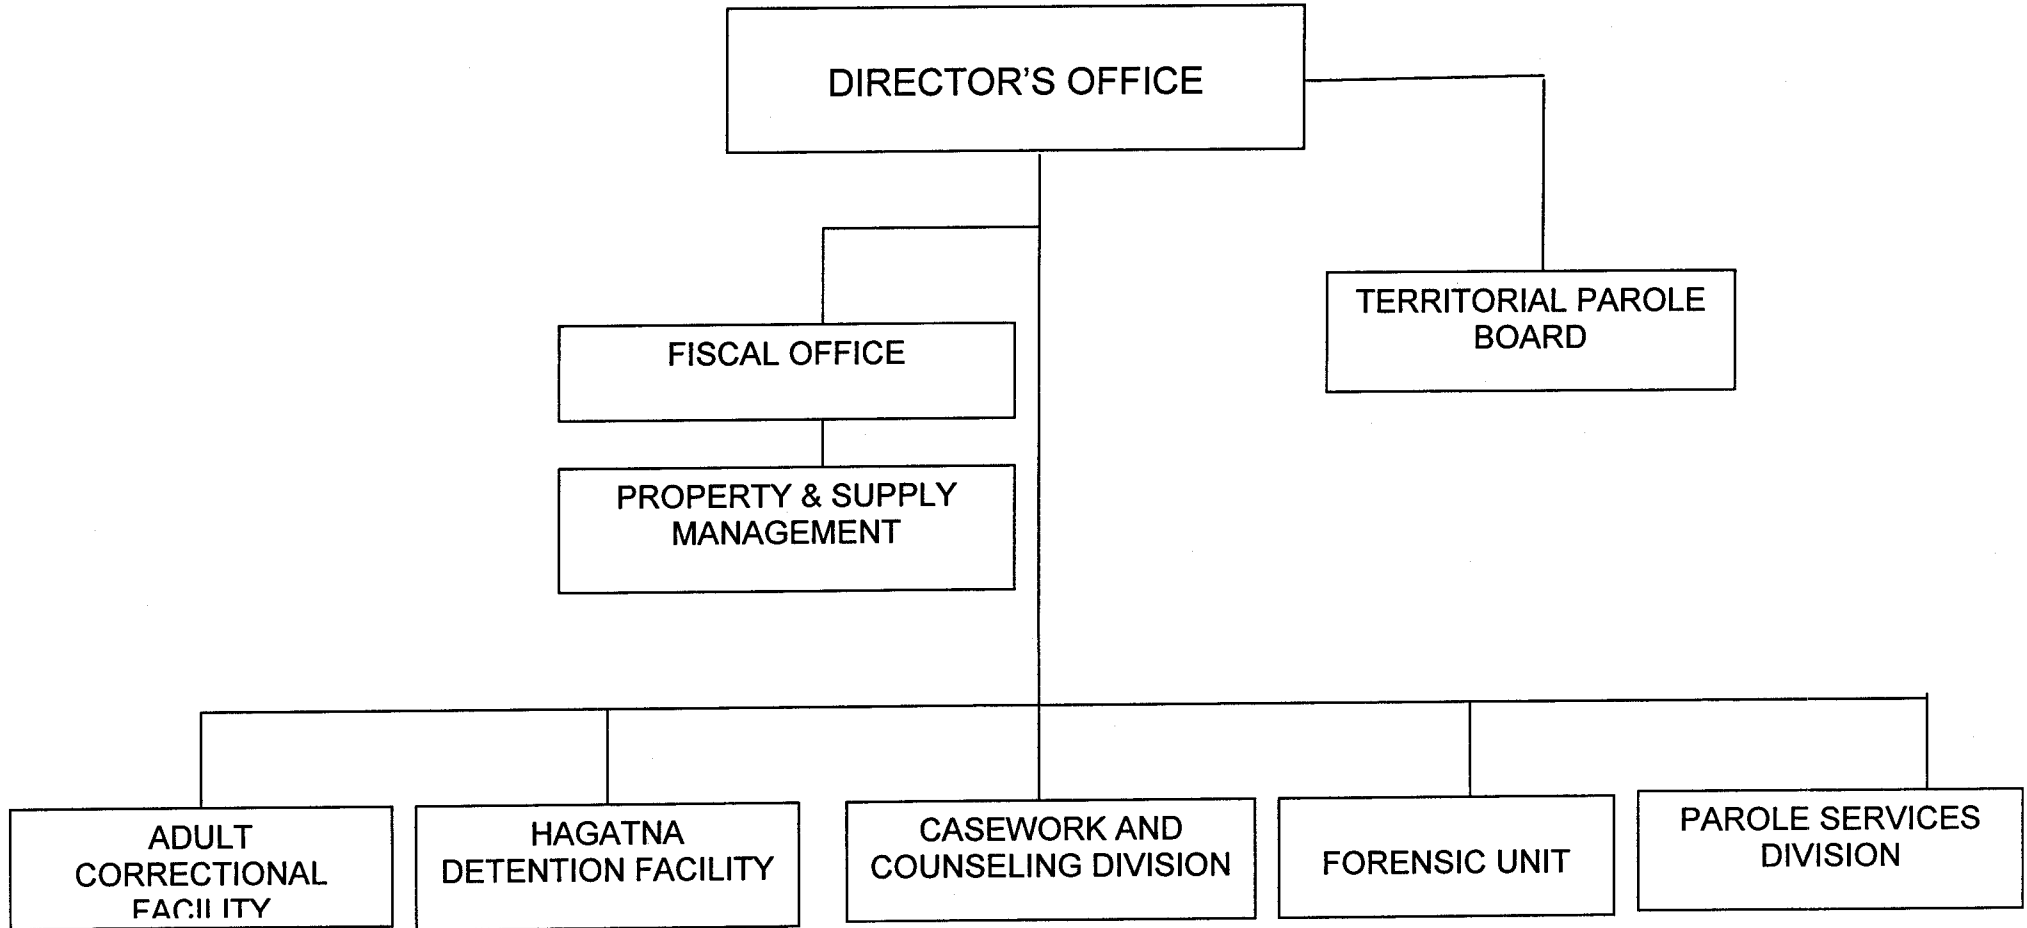 DIRECTOR'S OFFICE
TERRITORIAL PAROLE
BOARD
FISCAL OFFICE
PROPERTY & SUPPLY
MANAGEMENT
ADULT
CORRECTIONAL
FACILITY
HAGATNA
DETENTION FACILITY
CASEWORK AND
COUNSELING DIVISION
FORENSIC UNIT
PAROLE SERVICES
DIVISION